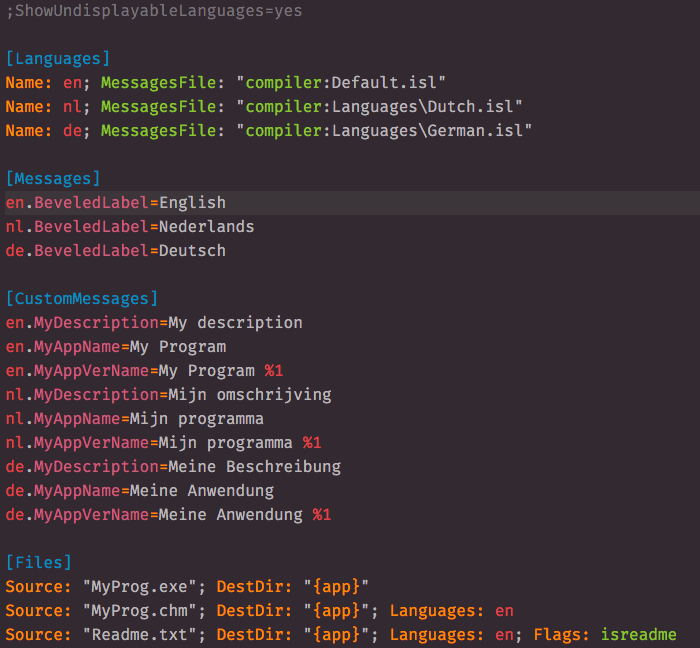 ;ShowUndisplayableLanguages=yes
[Languages]
Name: en; MessagesFile: "compiler:Default.isl"
Name: nl; MessagesFile: "compiler:Languages\Dutch.isl"
Name: de; MessagesFile: "compiler:Languages\German.isl"
[Messages]
en.BeveledLabel=English
nl.BeveledLabel=Nederlands
de.BeveledLabel=Deutsch
[CustomMessages]
en.MyDescription=My description
en.MyAppName=My Program
en.MyAppVerName=My Program %1
nl.MyDescription=Mijn omschrijving
nl.MyAppName=Mijn programma
nl.MyAppVerName=Mijn programma %1
de.MyDescription=Meine Beschreibung
de.MyAppName=Meine Anwendung
de.MyAppVerName=Meine Anwendung %1
[Files]
Source: "MyProg.exe"; DestDir: "{app}"
Source: "MyProg.chm"; DestDir: "{app}"; Languages: en
Source: "Readme.txt"; DestDir: "{app}"; Languages: en; Flags: isreadme